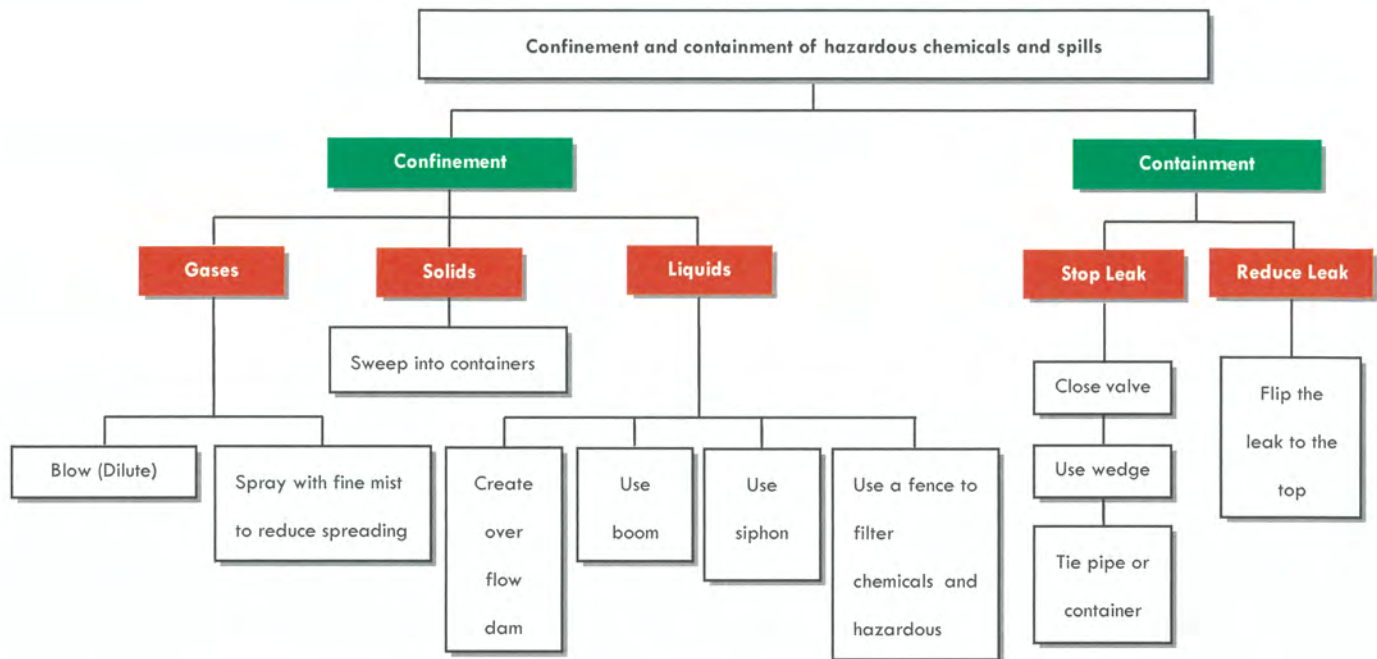 Confinement and containment of hazardous chemicals and spills
Confinement
Containment
Gases
Solids
Liquids
Stop Leak
Reduce Leak
Sweep into containers
Blow (Dilute)
Spray with fine mist
to reduce spreading
Create
over
flow
dam
Use
boom
Use
siphon
Use a fence to
filter
chemicals and
hazardous
Close valve
Use wedge
Tie pipe or
container
Flip the
leak to the
top